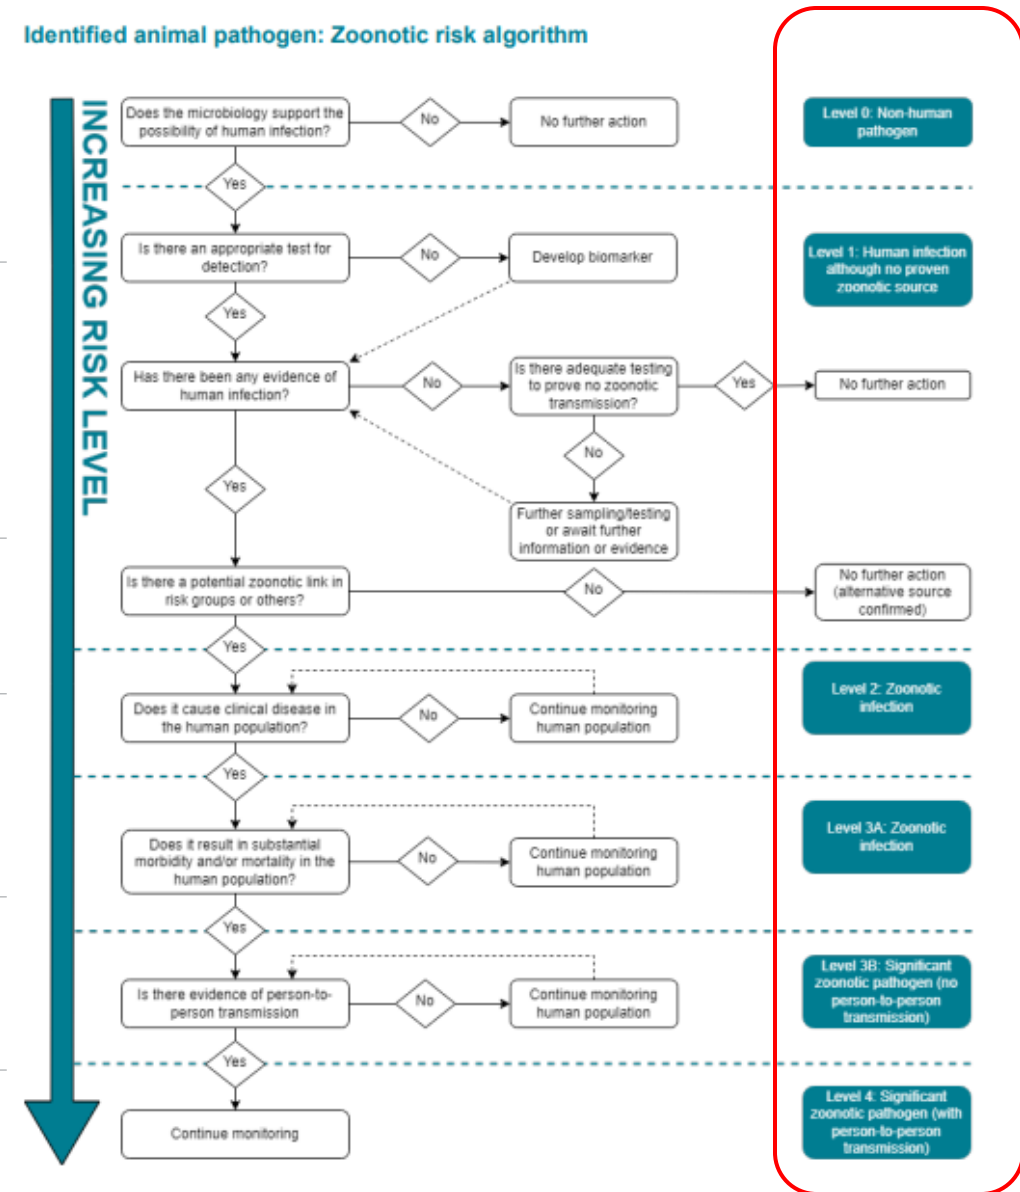 Identified animal pathogen: Zoonotic risk algorithm
INCREASING RISK LEVEL
Does the microbiology support the
possibility of human infection?
No
No further action
Level 0: Non-human
pathogen
Yes
Is there an appropriate test for
detection?
No
Develop biomarker
Level 1: Human infection
although no proven
zoonotic source
Yes
Has there been any evidence of
human infection?
No
Is there adequate testing
to prove no zoonotic
transmission?
Yes
No further action
No
Yes
Further sampling/testing
or await further
information or evidence
Is there a potential zoonotic link in
risk groups or others?
No
No further action
(alternative source
confirmed)
Yes
Does it cause clinical disease in
the human population?
No
Continue monitoring
human population
Level 2: Zoonotic
infection
Yes
Does it result in substantial
morbidity and/or mortality in the
human population?
No
Continue monitoring
human population
Level 3A: Zoonotic
infection
Yes
Is there evidence of person-to-
person transmission
No
Continue monitoring
human population
Level 3B: Significant
zoonotic pathogen (no
person-to-person
transmission)
Yes
Continue monitoring
Level 4: Significant
zoonotic pathogen (with
person-to-person
transmission)